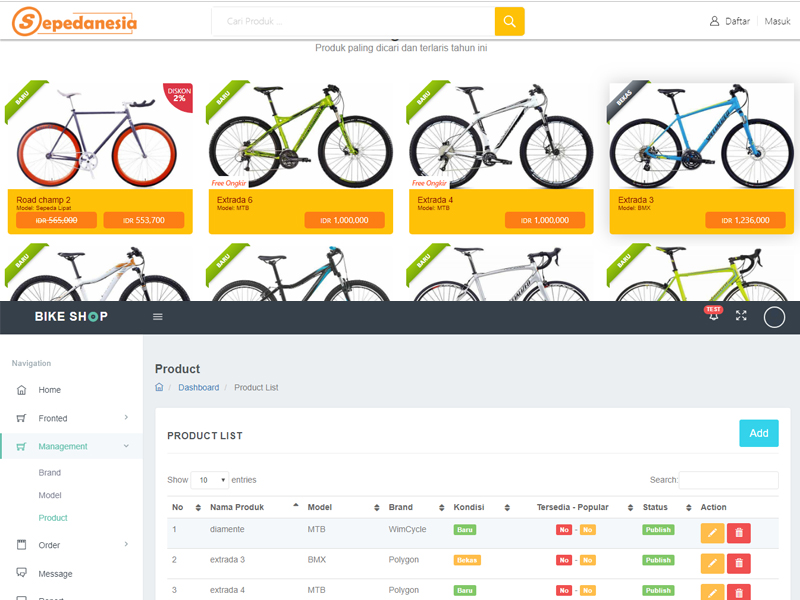 Sepedanesia
Cari Produk ...
Daftar
Masuk
Produk paling dicari dan terlaris tahun ini
BARU
DISKON
2%
BARU
BARU
BEKAS
Free Ongkir
Free Ongkir
Road champ 2
Model: Sepeda Lipat
IDR 565,000
IDR 553,700
Extrada 6
Model: MTB
IDR 1,000,000
Extrada 4
Model: MTB
IDR 1,000,000
Extrada 3
Model: BMX
IDR 1,236,000
BARU
BARU
BARU
BARU
BIKE SHOP
TEST
Navigation
Home
Fronted
Management
Brand
Model
Product
Order
Message
Product
Dashboard / Product List
PRODUCT LIST
Add
Show 10 entries
Search:
No Nama Produk Model Brand Kondisi Tersedia - Popular Status Action
1 diamente MTB WimCycle Baru No - No Publish
2 extrada 3 BMX Polygon Bekas No - No Publish
3 extrada 4 MTB Polygon Baru No - No Publish